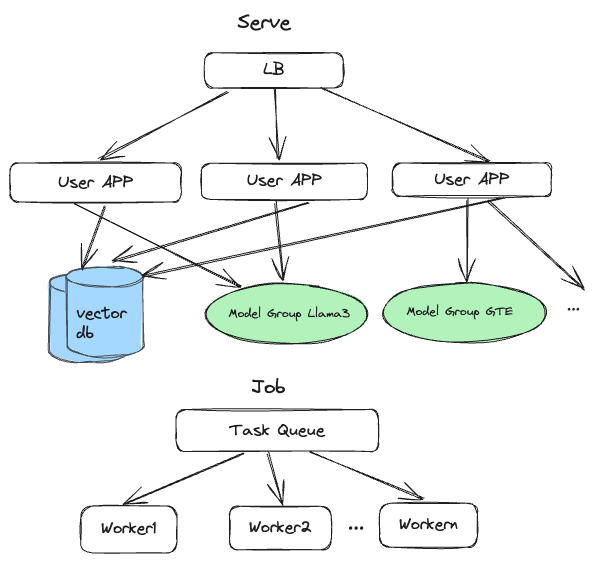 Serve
LB
User APP
User APP
User APP
vector
db
Model Group Llama3
Model Group GTE
...
Job
Task Queue
Worker1
Worker2
...
Workern